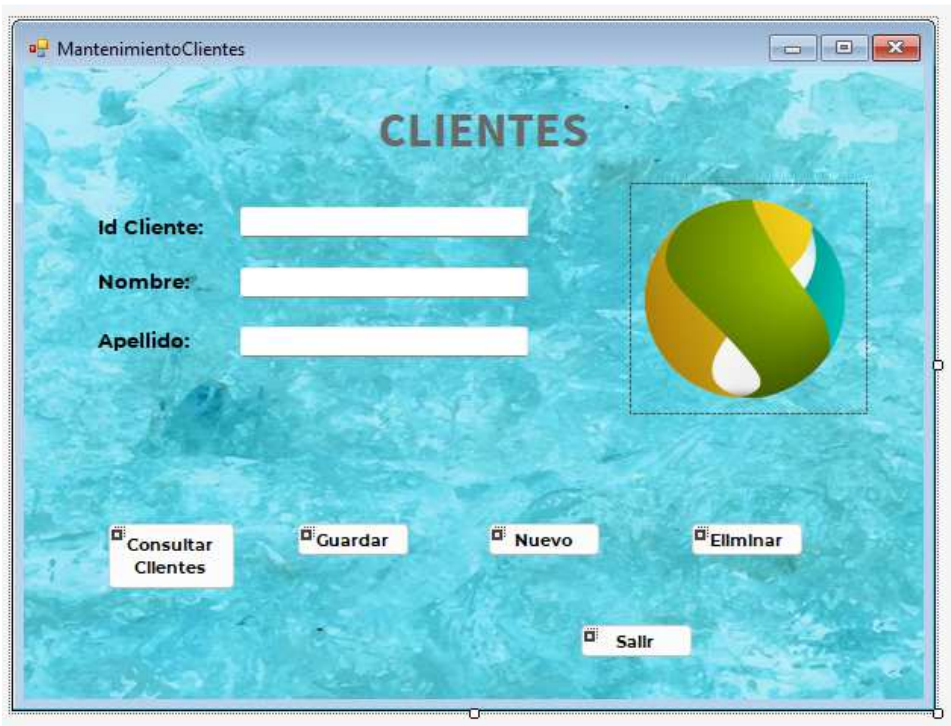 MantenimientoClientes
CLIENTES
Id Cliente:
Nombre:
Apellido:
Consultar
Clientes
Guardar
Nuevo
Eliminar
Salir